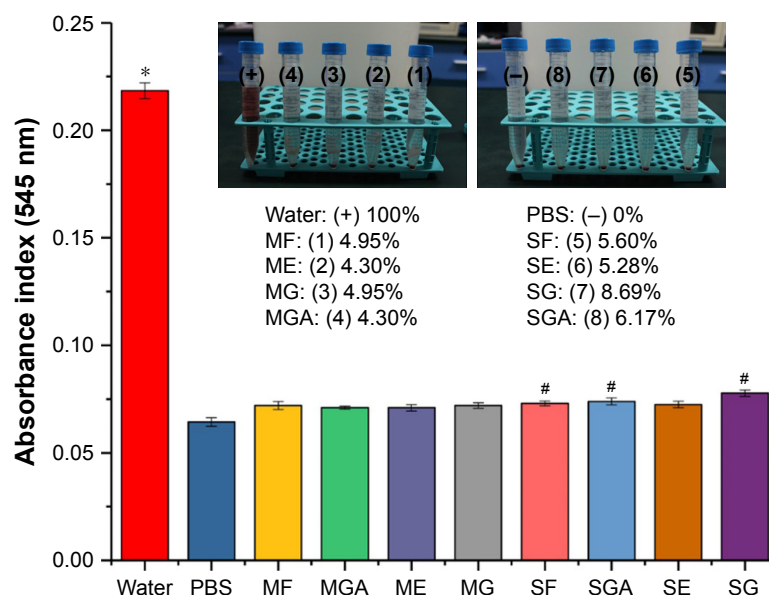 Absorbance index (545 nm)
0.25
0.20
0.15
0.10
0.05
0.00
*
(+) (4) (3) (2) (1)
(–) (8) (7) (6) (5)
Water: (+) 100%
MF: (1) 4.95%
ME: (2) 4.30%
MG: (3) 4.95%
MGA: (4) 4.30%
PBS: (–) 0%
SF: (5) 5.60%
SE: (6) 5.28%
SG: (7) 8.69%
SGA: (8) 6.17%
# # #
Water PBS MF MGA ME MG SF SGA SE SG